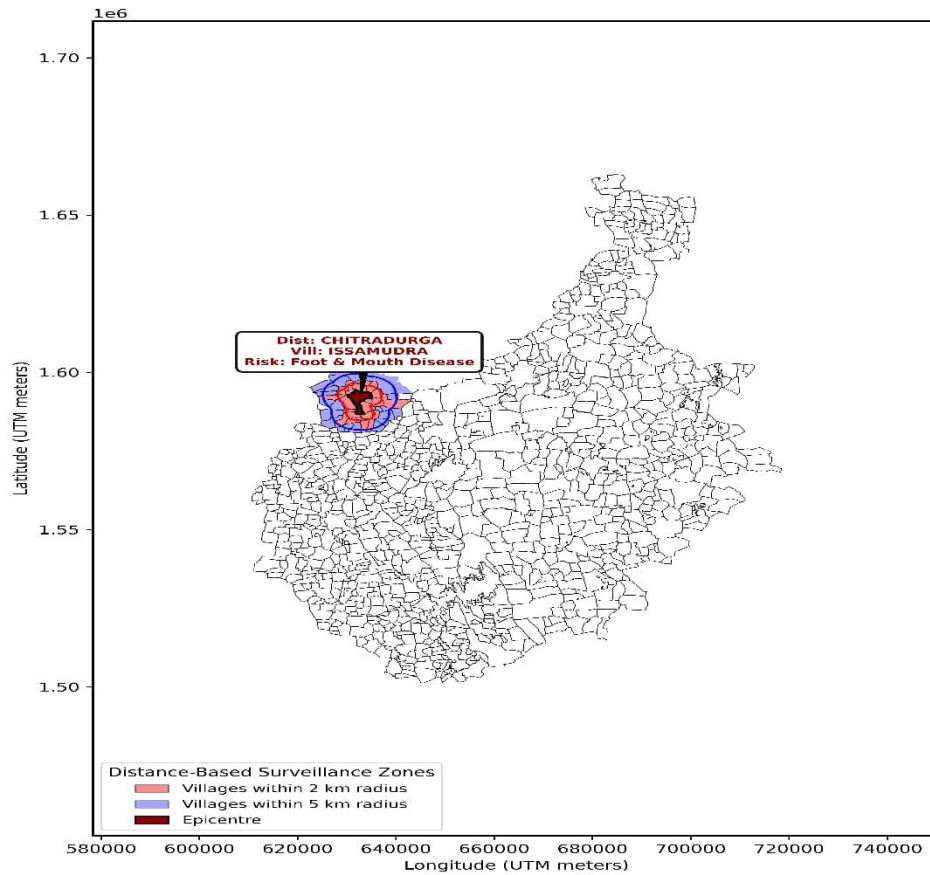 1e6
1.70
1.65
1.60
1.55
1.50
Latitude (UTM meters)
Dist: CHITRADURGA
Vill: ISSAMUDRA
Risk: Foot & Mouth Disease
Distance-Based Surveillance Zones
Villages within 2 km radius
Villages within 5 km radius
Epicentre
580000 600000 620000 640000 660000 680000 700000 720000 740000
Longitude (UTM meters)